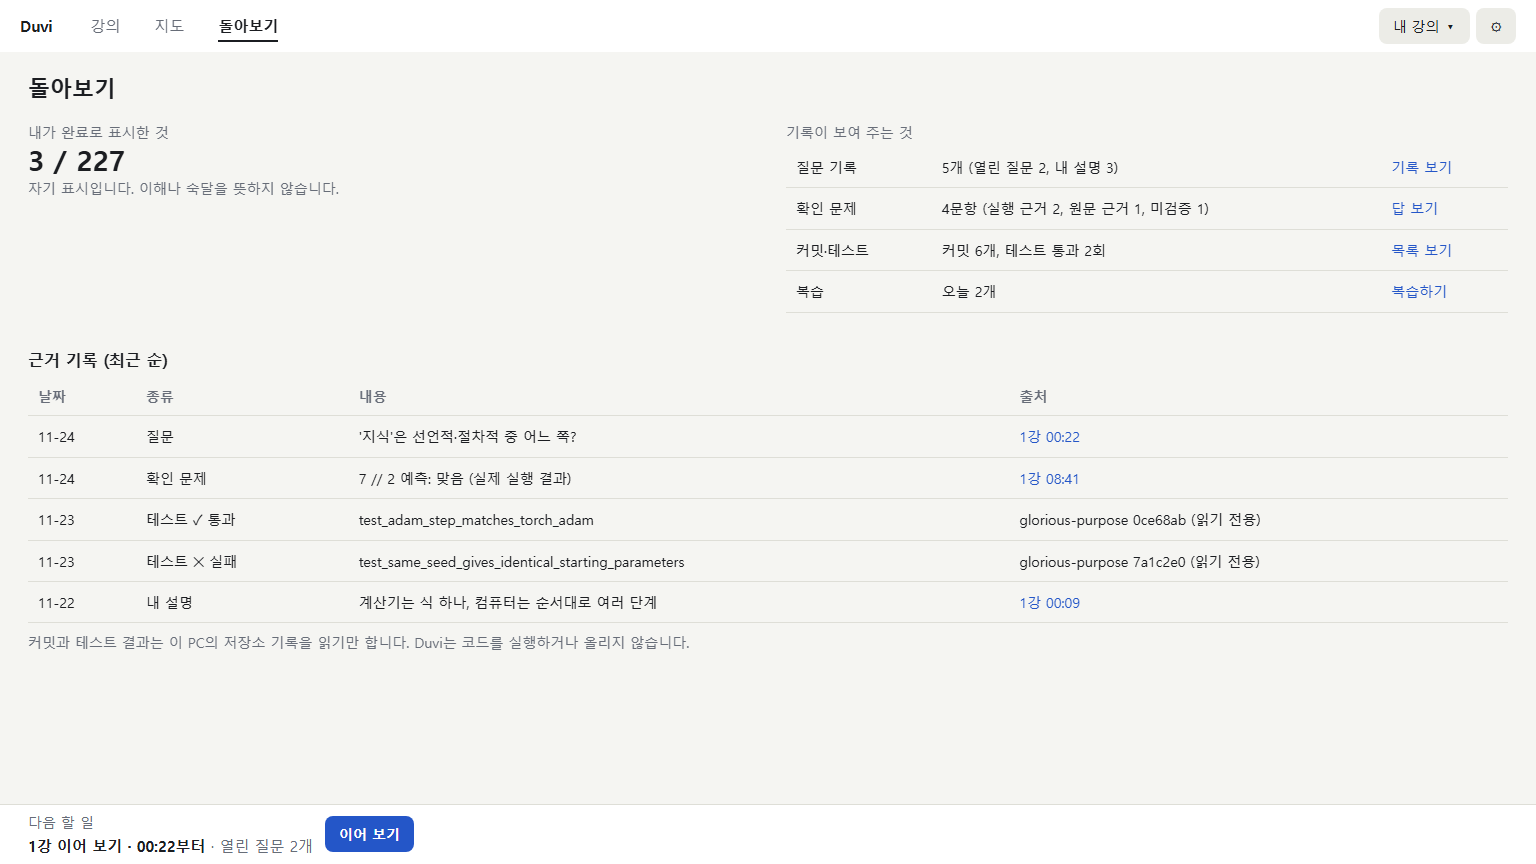 Duvi 강의 지도 돌아보기 내 강의 ▾ ⚙
돌아보기
내가 완료로 표시한 것
3 / 227
자기 표시입니다. 이해나 숙달을 뜻하지 않습니다.
기록이 보여 주는 것
질문 기록 5개 (열린 질문 2, 내 설명 3) 기록 보기
확인 문제 4문항 (실행 근거 2, 원문 근거 1, 미검증 1) 답 보기
커밋·테스트 커밋 6개, 테스트 통과 2회 목록 보기
복습 오늘 2개 복습하기
근거 기록 (최근 순)
날짜 종류 내용 출처
11-24 질문 '지식'은 선언적·절차적 중 어느 쪽? 1강 00:22
11-24 확인 문제 7 // 2 예측: 맞음 (실제 실행 결과) 1강 08:41
11-23 테스트 ✓ 통과 test_adam_step_matches_torch_adam glorious-purpose 0ce68ab (읽기 전용)
11-23 테스트 ✕ 실패 test_same_seed_gives_identical_starting_parameters glorious-purpose 7a1c2e0 (읽기 전용)
11-22 내 설명 계산기는 식 하나, 컴퓨터는 순서대로 여러 단계 1강 00:09
커밋과 테스트 결과는 이 PC의 저장소 기록을 읽기만 합니다. Duvi는 코드를 실행하거나 올리지 않습니다.
다음 할 일
1강 이어 보기 · 00:22부터 · 열린 질문 2개 이어 보기